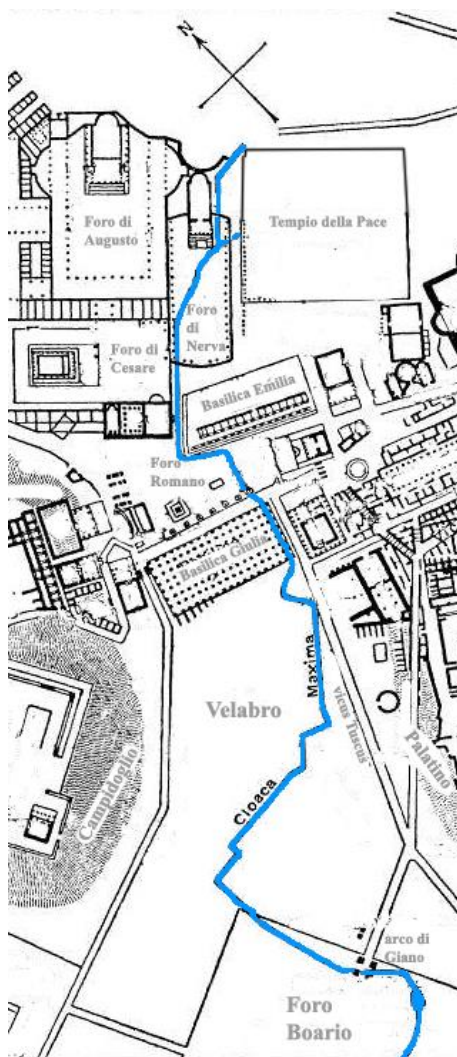 N
Foro di
Augusto
Tempio della Pace
Foro
di
Nerva
Foro di
Cesare
Basilica Emilia
Foro
Romano
Basilica Giulia
Maxima
vicus Tuscus
Velabro
Palatino
Campidoglio
Cloaca
arco di
Giano
Foro
Boario